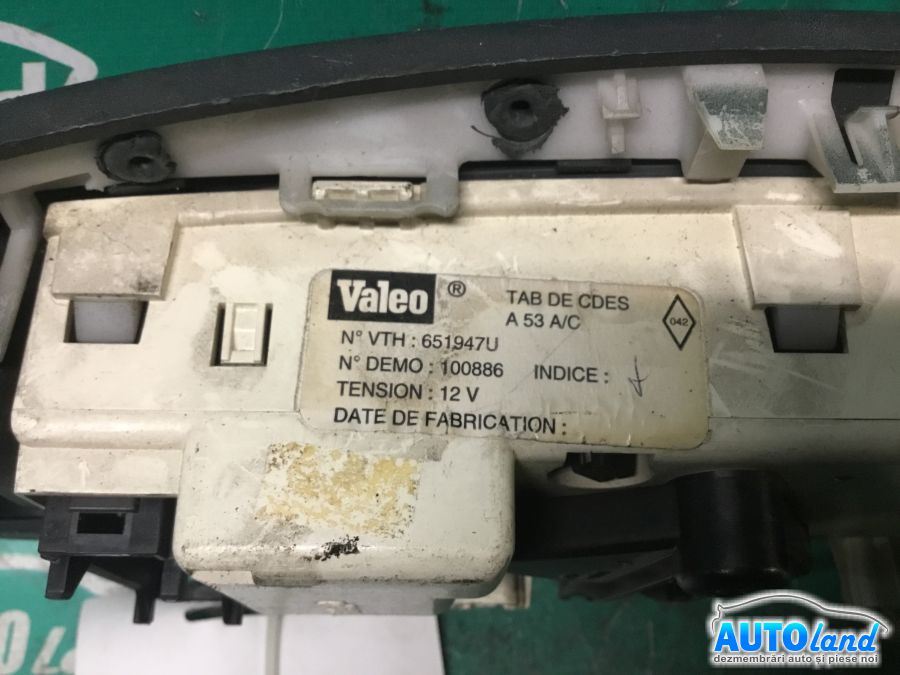 Valeo ®
TAB DE CDES
A 53 A/C
042
N° VTH : 651947U
N° DEMO : 100886 INDICE :
TENSION : 12 V
DATE DE FABRICATION :
AUTOland
dezmembrări auto și piese noi